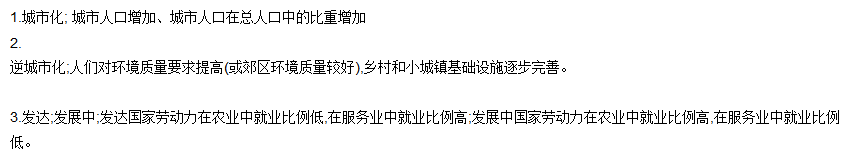 1.城市化; 城市人口增加、城市人口在总人口中的比重增加
2.
逆城市化;人们对环境质量要求提高(或郊区环境质量较好),乡村和小城镇基础设施逐步完善。
3.发达;发展中;发达国家劳动力在农业中就业比例低,在服务业中就业比例高;发展中国家劳动力在农业中就业比例高,在服务业中就业比例
低。